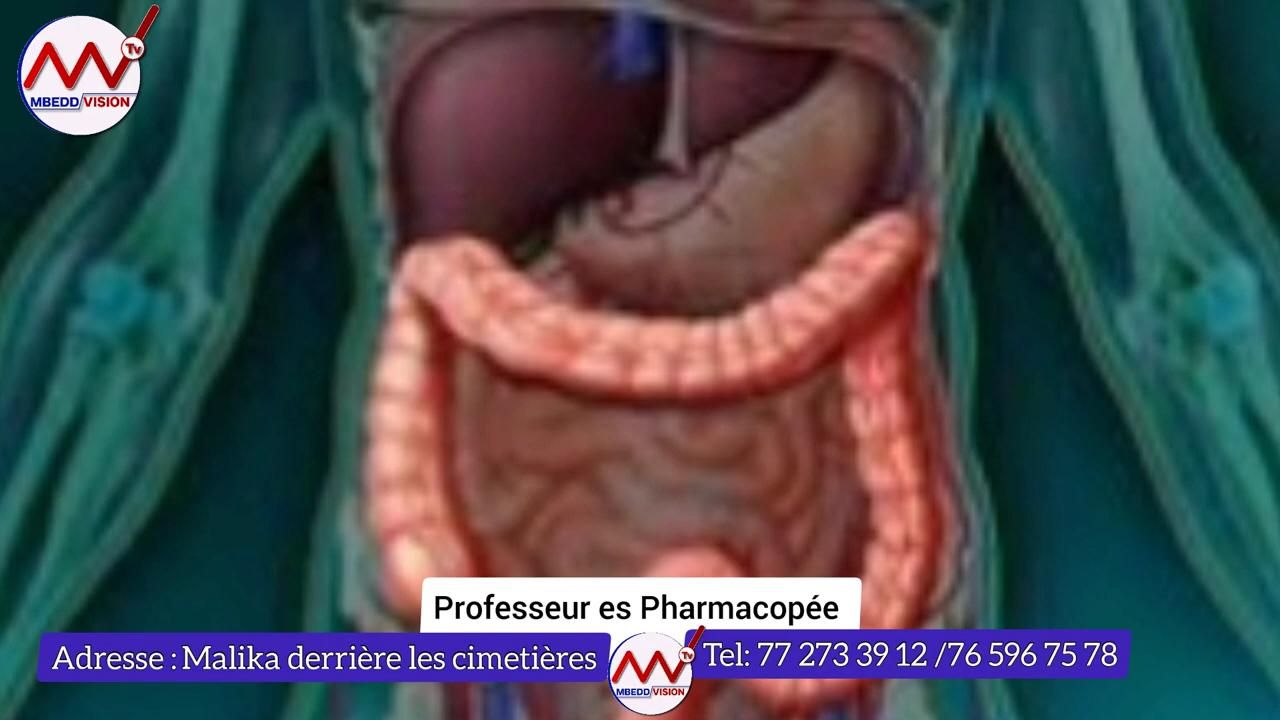 Tv
MBEDD/VISION
Professeur es Pharmacopée
Adresse : Malika derrière les cimetières
Tv
MBEDD/VISION
Tel: 77 273 39 12 /76 596 75 78